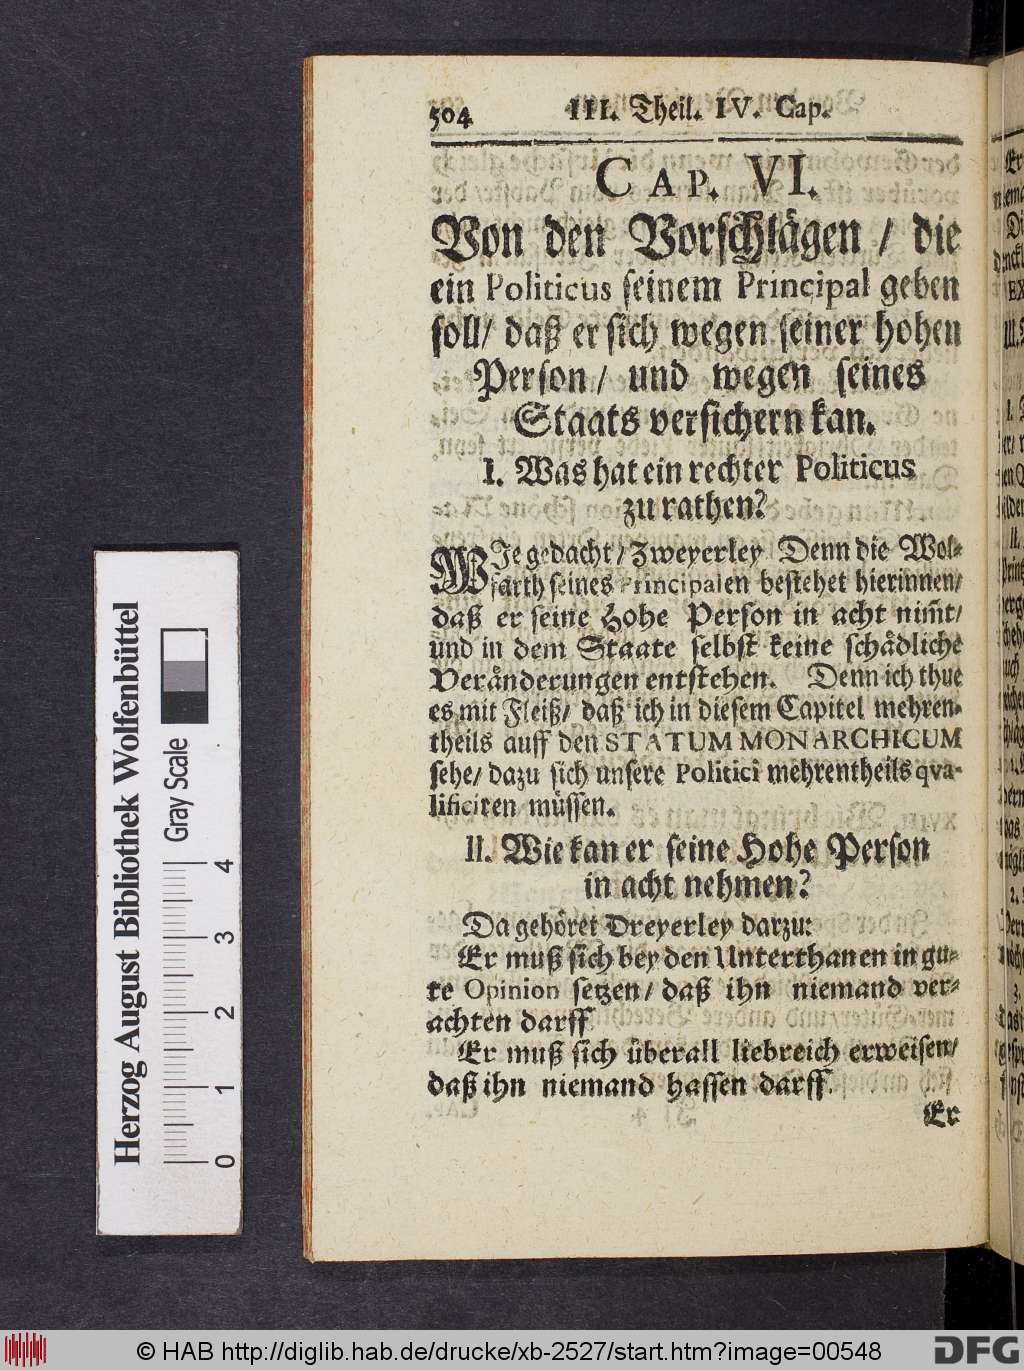 504 III. Theil. IV. Cap.
CAP. VI.
Von den Vorschlägen / die
ein Politicus seinem Principal geben
soll/ daß er sich wegen seiner hohen
Person/ und wegen seines
Staats versichern kan.
I. Was hat ein rechter Politicus
zu rathen?
WJe gedacht/ Zweyerley Denn die Wol-
farth seines Principalen bestehet hierinnen/
daß er seine Hohe Person in acht nim̃t/
und in dem Staate selbst keine schädliche
Veränderungen entstehen. Denn ich thue
es mit Fleiß/ daß ich in diesem Capitel mehren-
theils auff den STATUM MONARCHICUM
sehe/ dazu sich unsere Politici mehrentheils qva-
lificiren müssen.
II. Wie kan er seine Hohe Person
in acht nehmen?
Da gehöret Dreyerley darzu:
Er muß sich bey den Unterthanen in gu-
te Opinion setzen/ daß ihn niemand ver-
achten darff
Er muß sich überall liebreich erweisen/
daß ihn niemand hassen darff.
Er
Herzog August Bibliothek Wolfenbüttel
Gray Scale
0 1 2 3 4
© HAB http://diglib.hab.de/drucke/xb-2527/start.htm?image=00548
DFG